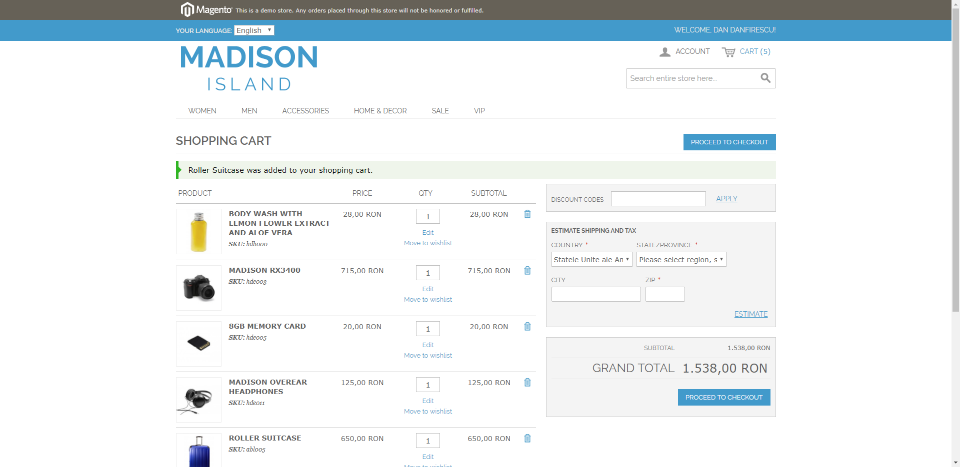 Magento This is a demo store. Any orders placed through this store will not be honored or fulfilled.
YOUR LANGUAGE: English WELCOME, DAN DANFIRESCU!
MADISON
ISLAND
ACCOUNT CART (5)
Search entire store here...
WOMEN MEN ACCESSORIES HOME & DECOR SALE VIP
SHOPPING CART PROCEED TO CHECKOUT
Roller Suitcase was added to your shopping cart.
PRODUCT PRICE QTY SUBTOTAL
BODY WASH WITH
LEMON FLOWER EXTRACT
AND ALOE VERA
SKU: hdb001
28,00 RON 1 28,00 RON
Edit
Move to wishlist
MADISON RX3400
SKU: hde003
715,00 RON 1 715,00 RON
Edit
Move to wishlist
8GB MEMORY CARD
SKU: hde005
20,00 RON 1 20,00 RON
Edit
Move to wishlist
MADISON OVEREAR
HEADPHONES
SKU: hde011
125,00 RON 1 125,00 RON
Edit
Move to wishlist
ROLLER SUITCASE
SKU: abl005
650,00 RON 1 650,00 RON
Edit
Move to wishlist
DISCOUNT CODES APPLY
ESTIMATE SHIPPING AND TAX
COUNTRY * STATE/PROVINCE *
Statele Unite ale Am Please select region, s
CITY ZIP *
ESTIMATE
SUBTOTAL 1.538,00 RON
GRAND TOTAL 1.538,00 RON
PROCEED TO CHECKOUT